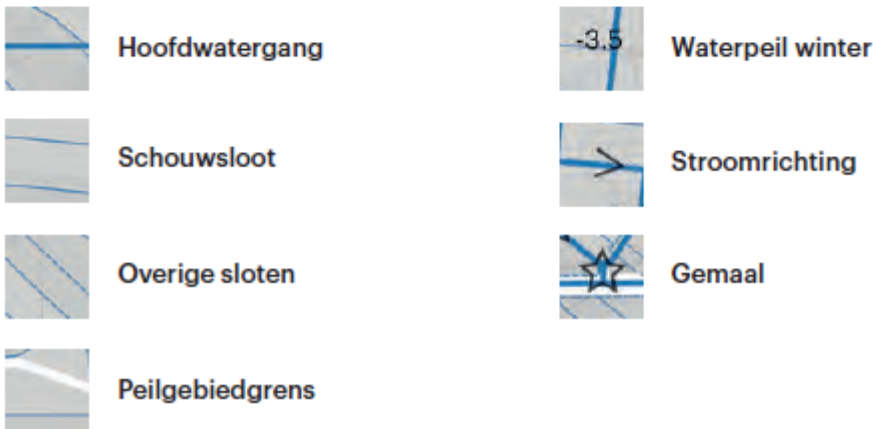 Hoofdwatergang
Schouwsloot
Overige sloten
Peilgebiedgrens
-3.5
Waterpeil winter
Stroomrichting
Gemaal